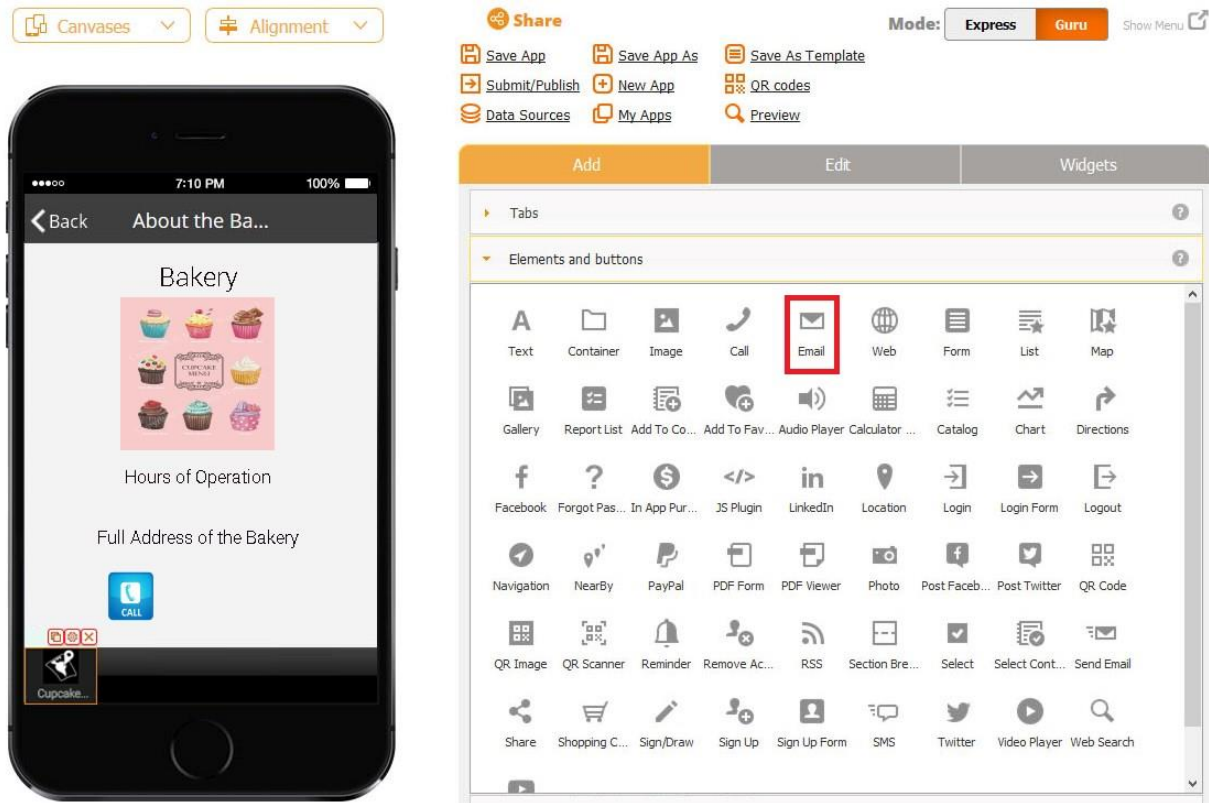 Canvases
Alignment
Share
Mode: Express Guru Show Menu
Save App Save App As Save As Template
Submit/Publish New App QR codes
Data Sources My Apps Preview
7:10 PM 100%
Back About the Ba...
Bakery
CUPCAKE
MENU
Hours of Operation
Full Address of the Bakery
CALL
Cupcake...
Add Edit Widgets
Tabs ?
Elements and buttons ?
Text Container Image Call Email Web Form List Map
Gallery Report List Add To Co... Add To Fav... Audio Player Calculator ... Catalog Chart Directions
Facebook Forgot Pas... In App Pur... JS Plugin LinkedIn Location Login Login Form Logout
Navigation NearBy PayPal PDF Form PDF Viewer Photo Post Faceb... Post Twitter QR Code
QR Image QR Scanner Reminder Remove Ac... RSS Section Bre... Select Select Cont... Send Email
Share Shopping C... Sign/Draw Sign Up Sign Up Form SMS Twitter Video Player Web Search